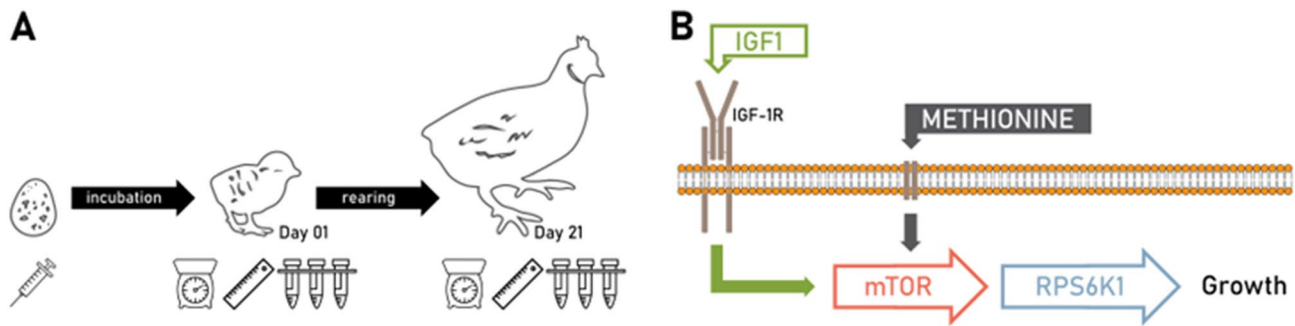 A
incubation
Day 01
rearing
Day 21
B
IGF1
IGF-1R
METHIONINE
mTOR
RPS6K1
Growth